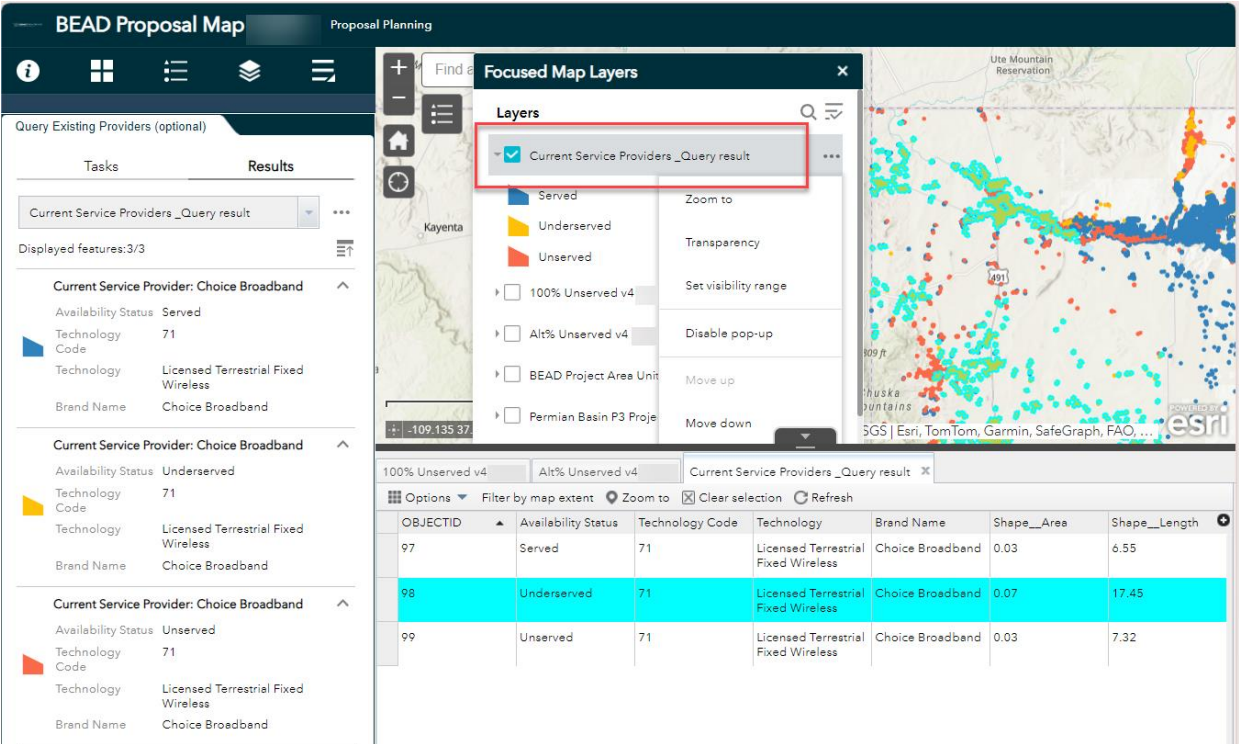 BEAD Proposal Map
Proposal Planning
Query Existing Providers (optional)
Tasks
Results
Current Service Providers _Query result
Displayed features:3/3
Current Service Provider: Choice Broadband
Availability Status Served
Technology Code 71
Technology Licensed Terrestrial Fixed
Wireless
Brand Name Choice Broadband
Current Service Provider: Choice Broadband
Availability Status Underserved
Technology Code 71
Technology Licensed Terrestrial Fixed
Wireless
Brand Name Choice Broadband
Current Service Provider: Choice Broadband
Availability Status Unserved
Technology Code 71
Technology Licensed Terrestrial Fixed
Wireless
Brand Name Choice Broadband
Find a
Focused Map Layers
Layers
Current Service Providers _Query result
Served
Underserved
Unserved
100% Unserved v4
Alt% Unserved v4
BEAD Project Area Unit
Permian Basin P3 Proje
Zoom to
Transparency
Set visibility range
Disable pop-up
Move up
Move down
Kayenta
-109.135 37.
Ute Mountain
Reservation
491
809 ft
huska
untains
POWERED BY
esri
SGS | Esri, TomTom, Garmin, SafeGraph, FAO, ...
100% Unserved v4
Alt% Unserved v4
Current Service Providers _Query result
Options Filter by map extent Zoom to Clear selection Refresh
OBJECTID Availability Status Technology Code Technology Brand Name Shape__Area Shape__Length
97 Served 71 Licensed Terrestrial Choice Broadband 0.03 6.55
Fixed Wireless
98 Underserved 71 Licensed Terrestrial Choice Broadband 0.07 17.45
Fixed Wireless
99 Unserved 71 Licensed Terrestrial Choice Broadband 0.03 7.32
Fixed Wireless